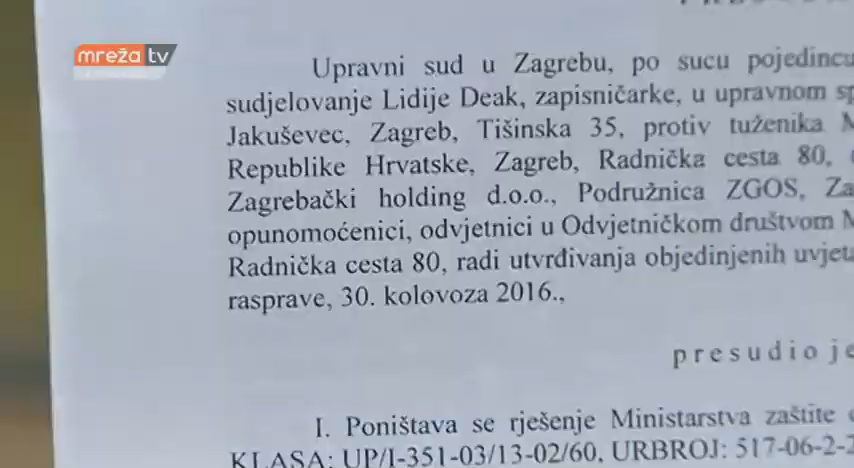 mreža tv
Upravni sud u Zagrebu, po sucu pojedincu
sudjelovanje Lidije Deak, zapisničarke, u upravnom sp
Jakuševec, Zagreb, Tišinska 35, protiv tuženika M
Republike Hrvatske, Zagreb, Radnička cesta 80,
Zagrebački holding d.o.o., Podružnica ZGOS, Za
opunomoćenici, odvjetnici u Odvjetničkom društvom M
Radnička cesta 80, radi utvrđivanja objedinjenih uvjeta
rasprave, 30. kolovoza 2016.,
p r e s u d i o j e
I. Poništava se rješenje Ministarstva zaštite
KLASA: UP/I-351-03/13-02/60, URBROJ: 517-06-2-2